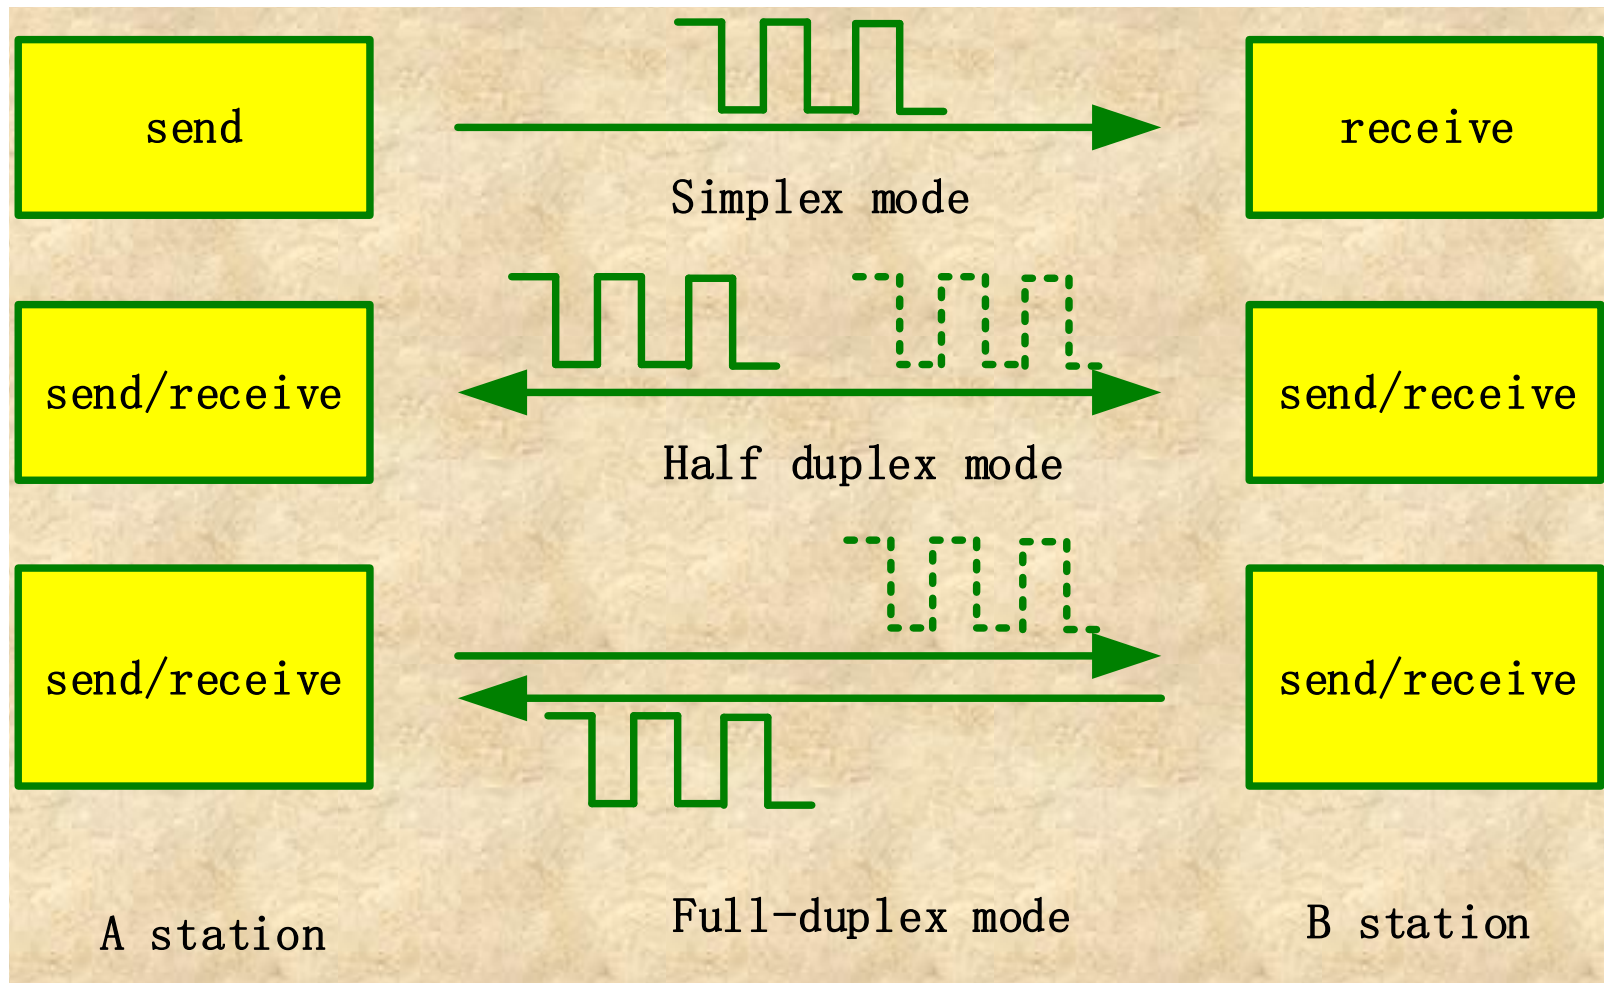 send
receive
Simplex mode
send/receive
send/receive
Half duplex mode
send/receive
send/receive
Full-duplex mode
A station
B station